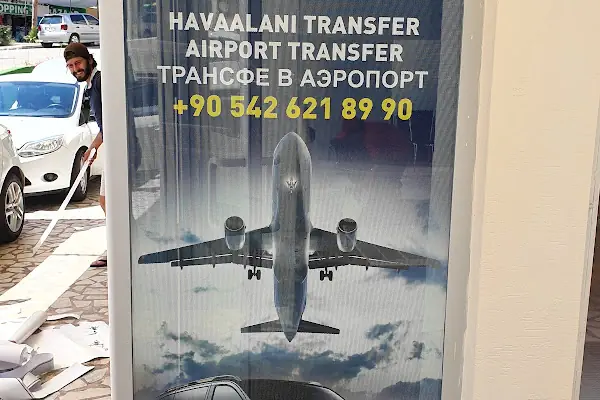 HAVAALANI TRANSFER
AIRPORT TRANSFER
ТРАНСФЕ В АЭРОПОРТ
+90 542 621 89 90